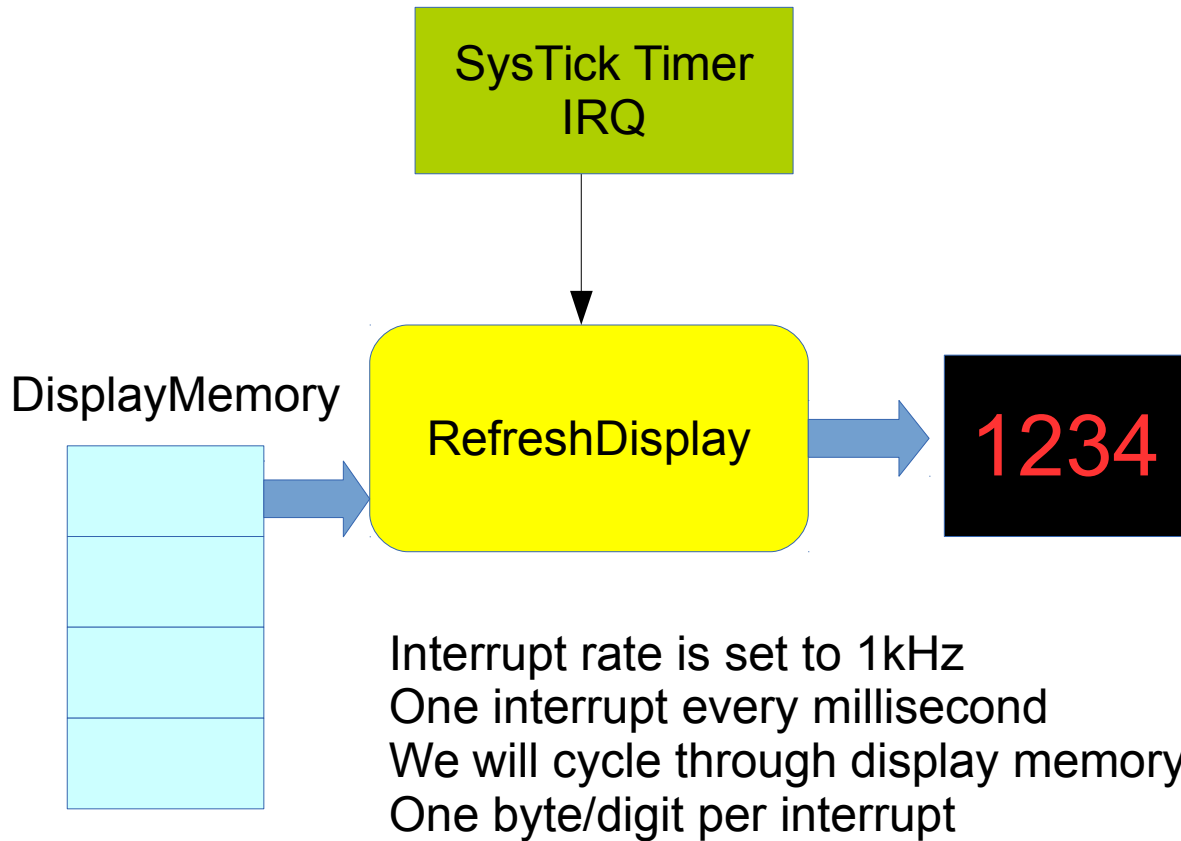 SysTick Timer
IRQ
DisplayMemory
RefreshDisplay
1234
Interrupt rate is set to 1kHz
One interrupt every millisecond
We will cycle through display memory
One byte/digit per interrupt